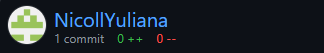 NicollYuliana
1 commit 0 ++ 0 --